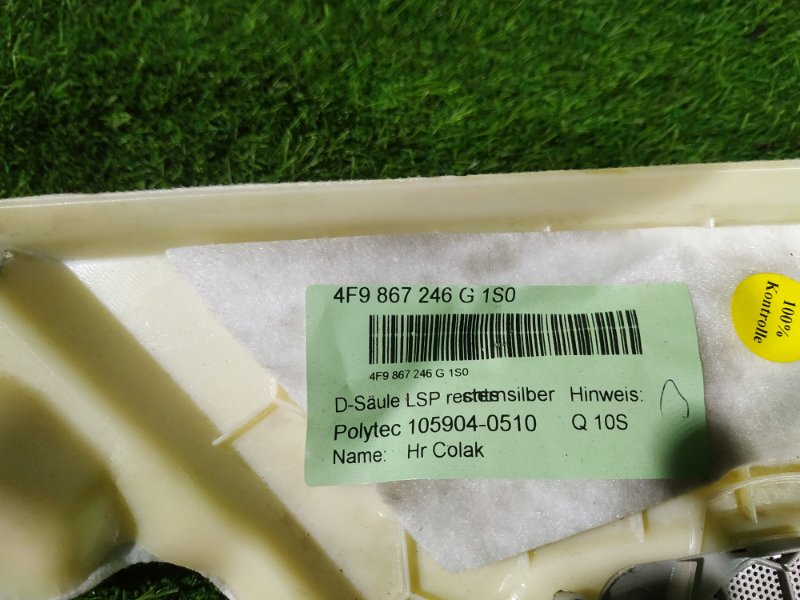 4F9 867 246 G 1S0
4F9 867 246 G 1S0
D-Säule LSP silber Hinweis:
Polytec 105904-0510 Q 10S
Name: Hr Colak
100%
Kontrolle